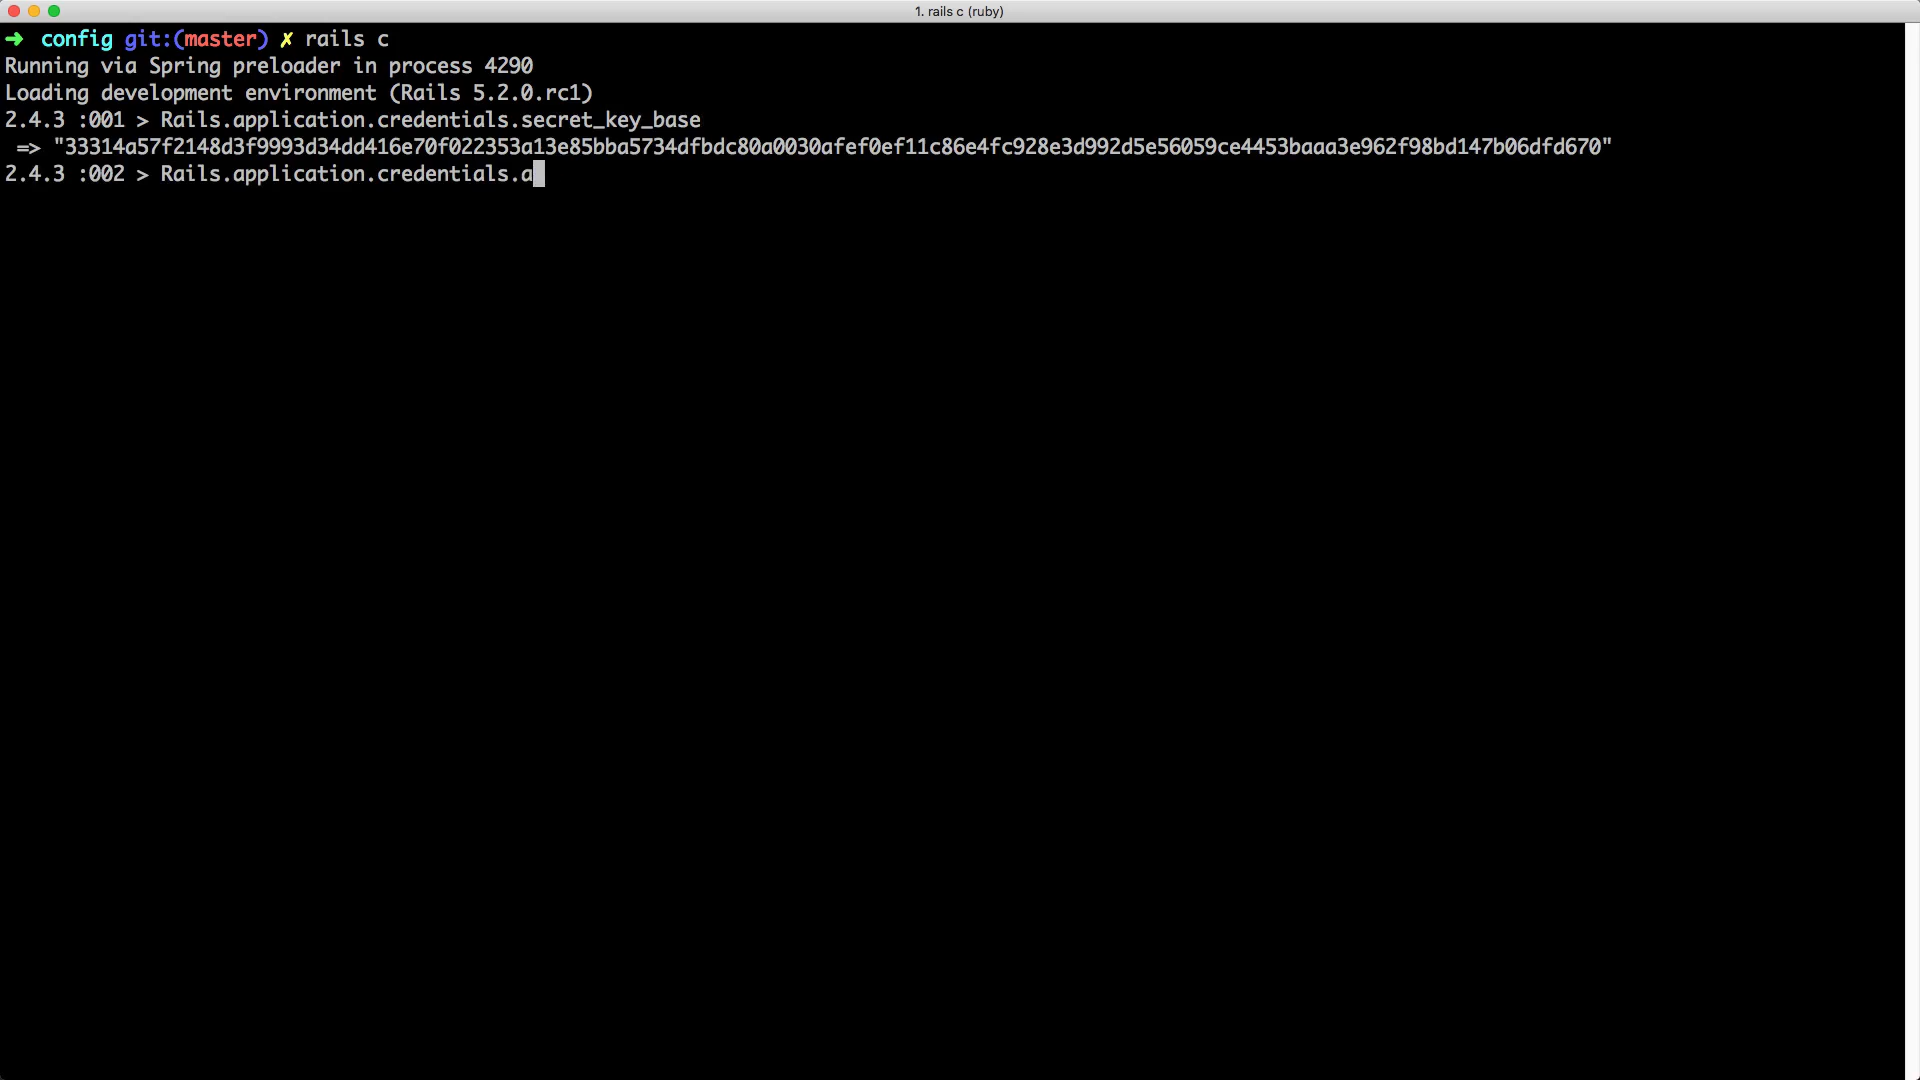 1. rails c (ruby)
➜ config git:(master) ✗ rails c
Running via Spring preloader in process 4290
Loading development environment (Rails 5.2.0.rc1)
2.4.3 :001 > Rails.application.credentials.secret_key_base
=> "33314a57f2148d3f9993d34dd416e70f022353a13e85bba5734dfbdc80a0030afef0ef11c86e4fc928e3d992d5e56059ce4453baaa3e962f98bd147b06dfd670"
2.4.3 :002 > Rails.application.credentials.a